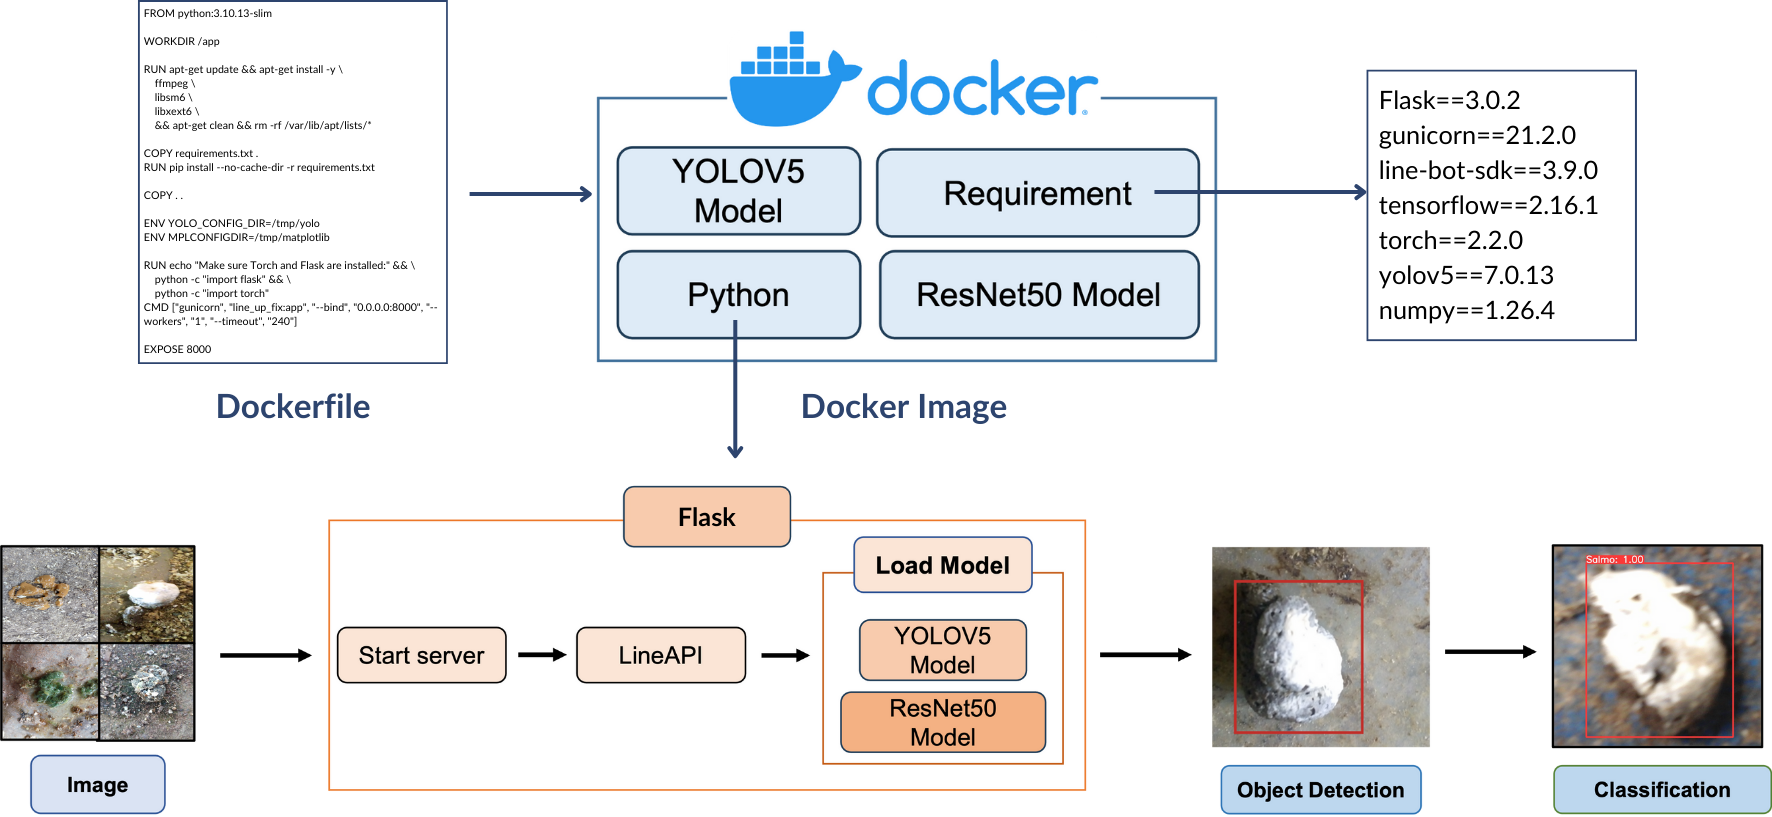 FROM python:3.10.13-slim
WORKDIR /app
RUN apt-get update && apt-get install -y \
ffmpeg \
libsm6 \
libxext6 \
&& apt-get clean && rm -rf /var/lib/apt/lists/*
COPY requirements.txt .
RUN pip install --no-cache-dir -r requirements.txt
COPY . .
ENV YOLO_CONFIG_DIR=/tmp/yolo
ENV MPLCONFIGDIR=/tmp/matplotlib
RUN echo "Make sure Torch and Flask are installed:" && \
python -c "import flask" && \
python -c "import torch"
CMD ["gunicorn", "line_up_fix:app", "--bind", "0.0.0.0:8000", "--
workers", "1", "--timeout", "240"]
EXPOSE 8000
Dockerfile
docker
YOLOV5
Model
Requirement
Python
ResNet50 Model
Docker Image
Flask==3.0.2
gunicorn==21.2.0
line-bot-sdk==3.9.0
tensorflow==2.16.1
torch==2.2.0
yolov5==7.0.13
numpy==1.26.4
Flask
Image
Start server
LineAPI
Load Model
YOLOV5
Model
ResNet50
Model
Object Detection
Salmo: 1.00
Classification